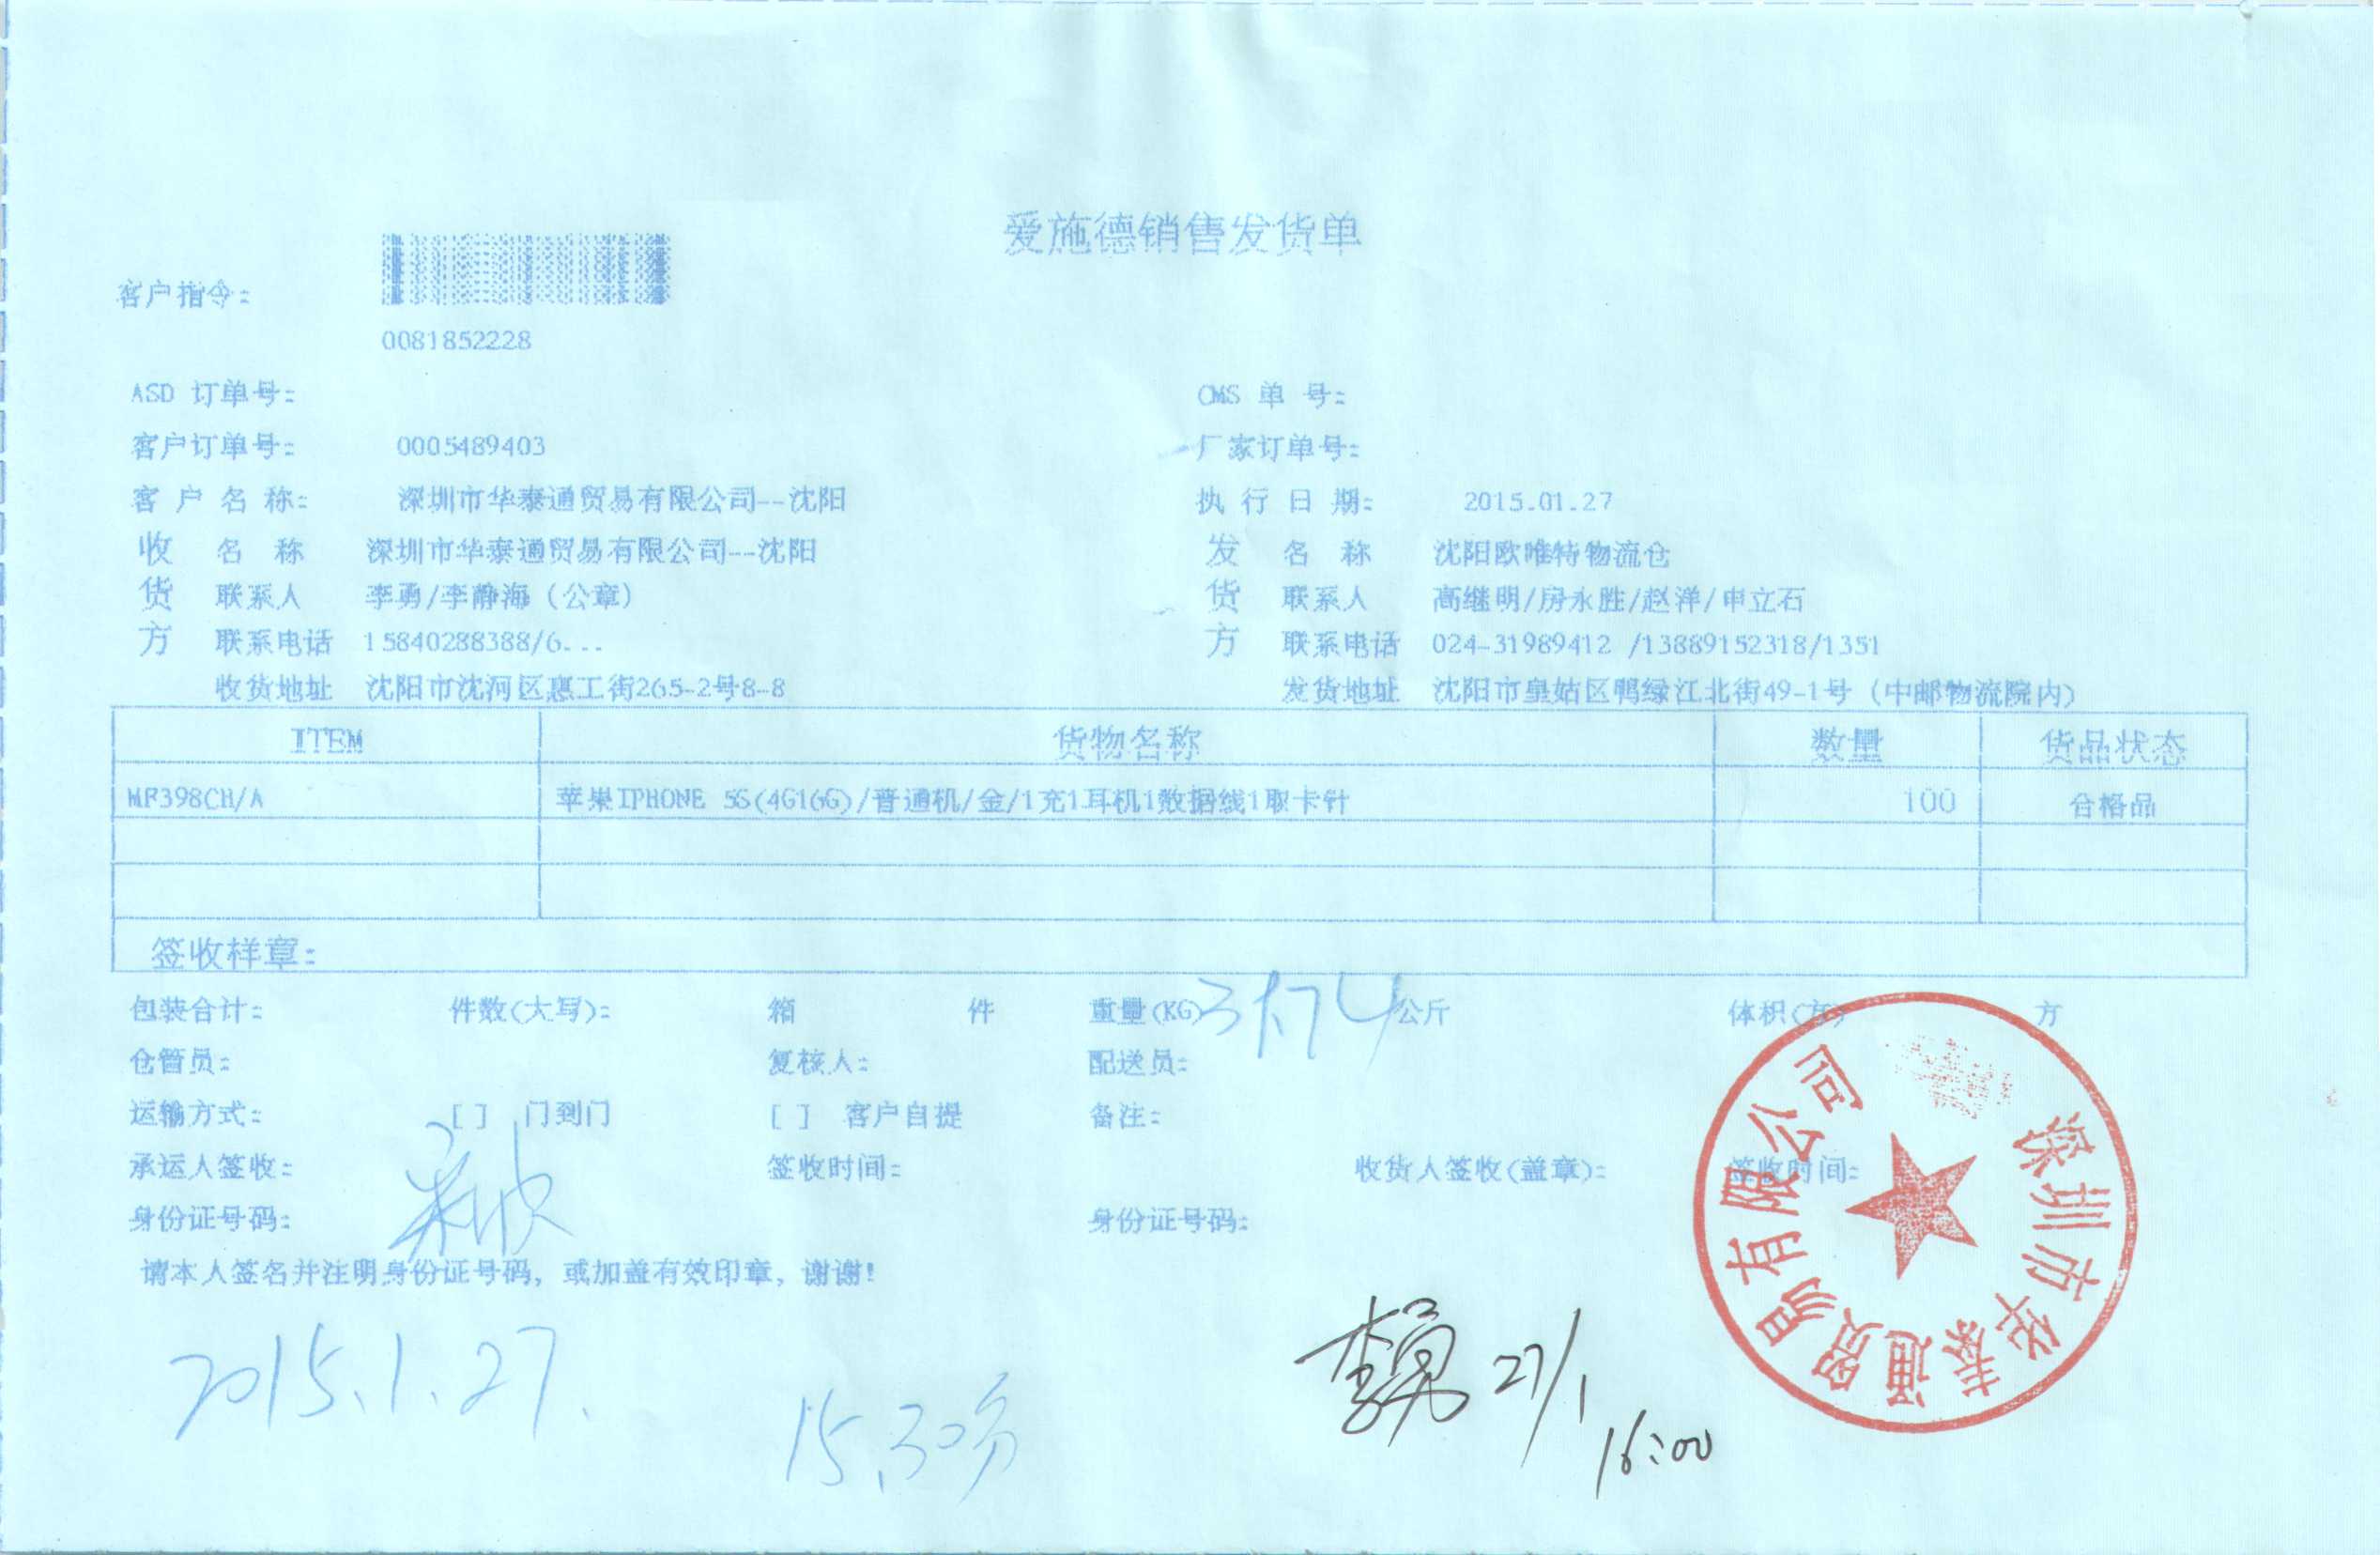 爱施德销售发货单
客户指令:
0081852228
ASD 订单号: OMS 单 号:
客户订单号: 0005489403 厂家订单号:
客户名称: 深圳市华泰通贸易有限公司--沈阳 执行日期: 2015.01.27
收 名 称 深圳市华泰通贸易有限公司--沈阳 发 名 称 沈阳欧唯特物流仓
货 联系人 李勇/李静海(公章) 货 联系人 高继明/房永胜/赵洋/申立石
方 联系电话 15840288388/6... 方 联系电话 024-31989412 /13889152318/1351
收货地址 沈阳市沈河区惠工街265-2号8-8 发货地址 沈阳市皇姑区鸭绿江北街49-1号(中邮物流院内)
ITEM 货物名称 数量 货品状态
MF398CH/A 苹果IPHONE 5S(4G16G)/普通机/金/1充1耳机1数据线1取卡针 100 合格品
签收样章:
包装合计: 件数(大写): 箱 件 重量(KG) 公斤 体积(方) 方
仓管员: 复核人: 配送员:
运输方式: [ ] 门到门 [ ] 客户自提 备注:
承运人签收: 签收时间: 收货人签收(盖章): 签收时间:
身份证号码: 身份证号码:
请本人签名并注明身份证号码, 或加盖有效印章, 谢谢!
2015.1.27.
李勇 27/1
16:00
深圳市华泰通贸易有限公司